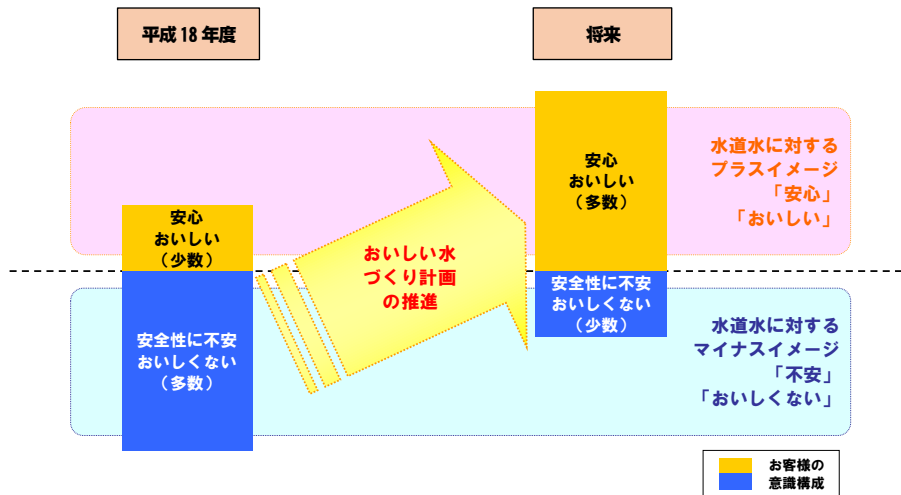 平成18年度
将来
安心
おいしい
（少数）
安全性に不安
おいしくない
（多数）
おいしい水
づくり計画
の推進
安心
おいしい
（多数）
安全性に不安
おいしくない
（少数）
水道水に対する
プラスイメージ
「安心」
「おいしい」
水道水に対する
マイナスイメージ
「不安」
「おいしくない」
お客様の
意識構成